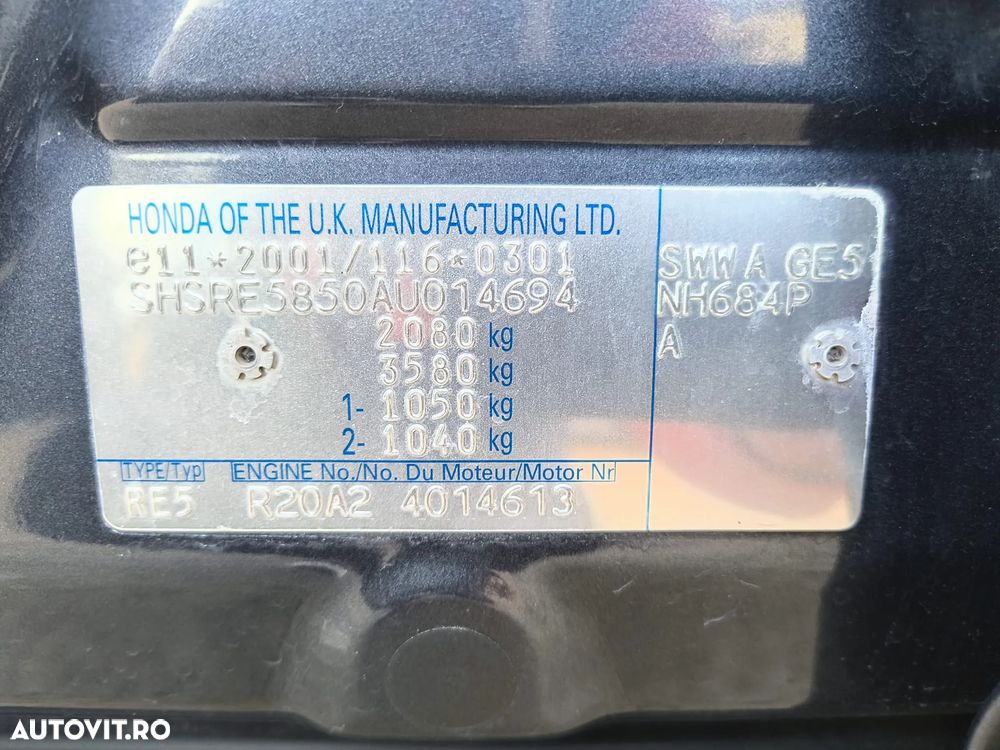 HONDA OF THE U.K. MANUFACTURING LTD.
e11*2001/116*0301
SHSRE5850AU014694
2080 kg
3580 kg
1- 1050 kg
2- 1040 kg
TYPE/Typ ENGINE No./No. Du Moteur/Motor Nr
RE5 R20A2 4014613
SWWA GE5
NH684P
A
AUTOVIT.RO